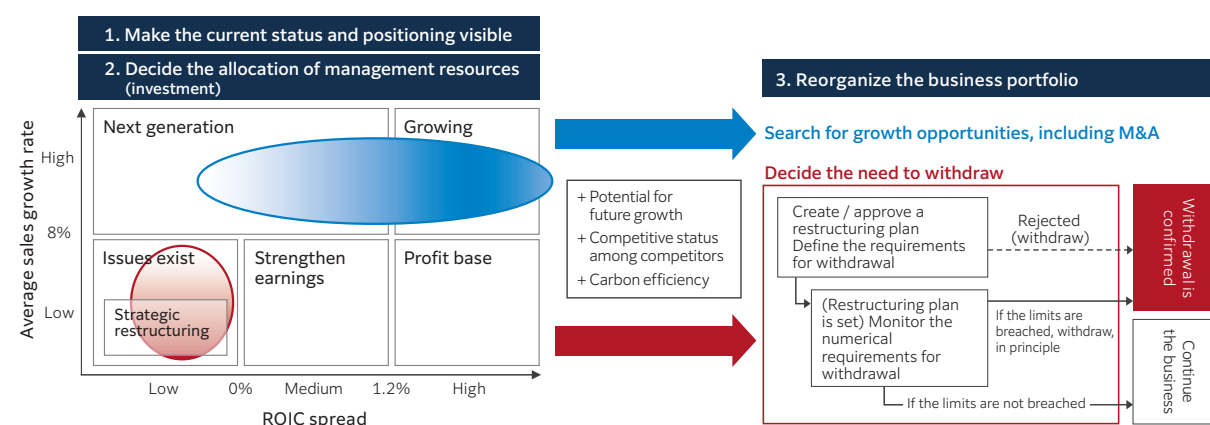 1. Make the current status and positioning visible
2. Decide the allocation of management resources
(investment)
3. Reorganize the business portfolio
Average sales growth rate
High
8%
Low
Next generation
Growing
Issues exist
Strategic
restructuring
Strengthen
earnings
Profit base
Low
0%
Medium
1.2%
High
ROIC spread
+ Potential for
future growth
+ Competitive status
among competitors
+ Carbon efficiency
Search for growth opportunities, including M&A
Decide the need to withdraw
Create / approve a
restructuring plan
Define the requirements
for withdrawal
Rejected
(withdraw)
(Restructuring plan
is set) Monitor the
numerical
requirements for
withdrawal
If the limits are
breached, withdraw,
in principle
If the limits are not breached
Withdrawal is
confirmed
Continue
the business